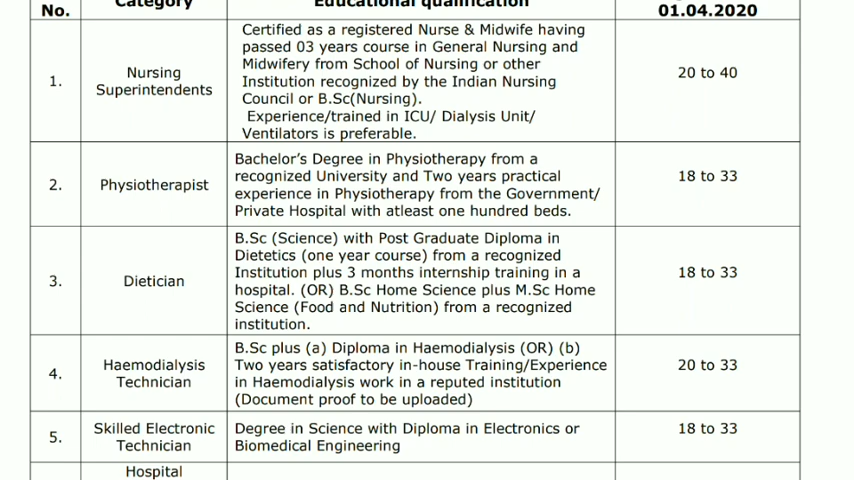 No.
Category
Educational qualification
01.04.2020
1.
Nursing
Superintendents
Certified as a registered Nurse & Midwife having
passed 03 years course in General Nursing and
Midwifery from School of Nursing or other
Institution recognized by the Indian Nursing
Council or B.Sc(Nursing).
Experience/trained in ICU/ Dialysis Unit/
Ventilators is preferable.
20 to 40
2.
Physiotherapist
Bachelor's Degree in Physiotherapy from a
recognized University and Two years practical
experience in Physiotherapy from the Government/
Private Hospital with atleast one hundred beds.
18 to 33
3.
Dietician
B.Sc (Science) with Post Graduate Diploma in
Dietetics (one year course) from a recognized
Institution plus 3 months internship training in a
hospital. (OR) B.Sc Home Science plus M.Sc Home
Science (Food and Nutrition) from a recognized
institution.
18 to 33
4.
Haemodialysis
Technician
B.Sc plus (a) Diploma in Haemodialysis (OR) (b)
Two years satisfactory in-house Training/Experience
in Haemodialysis work in a reputed institution
(Document proof to be uploaded)
20 to 33
5.
Skilled Electronic
Technician
Degree in Science with Diploma in Electronics or
Biomedical Engineering
18 to 33
Hospital